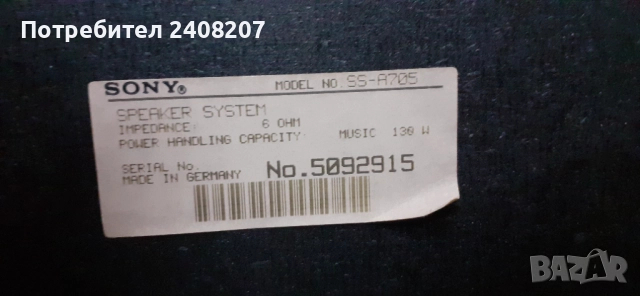 Потребител 2408207
SONY® MODEL NO. SS-A705
SPEAKER SYSTEM
IMPEDANCE: 6 OHM
POWER HANDLING CAPACITY: MUSIC 130 W
SERIAL No. No.5092915
MADE IN GERMANY
BAZAR